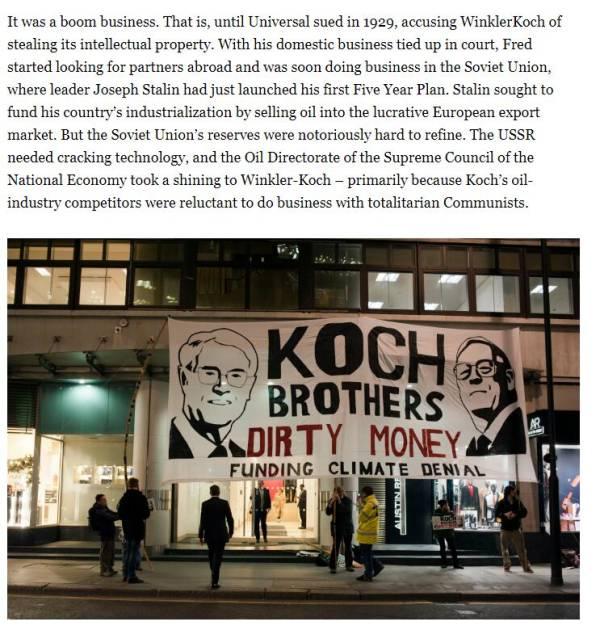 It was a boom business. That is, until Universal sued in 1929, accusing WinklerKoch of
stealing its intellectual property. With his domestic business tied up in court, Fred
started looking for partners abroad and was soon doing business in the Soviet Union,
where leader Joseph Stalin had just launched his first Five Year Plan. Stalin sought to
fund his country’s industrialization by selling oil into the lucrative European export
market. But the Soviet Union’s reserves were notoriously hard to refine. The USSR
needed cracking technology, and the Oil Directorate of the Supreme Council of the
National Economy took a shining to Winkler-Koch – primarily because Koch’s oil-
industry competitors were reluctant to do business with totalitarian Communists.
KOCH
BROTHERS
DIRTY MONEY
FUNDING CLIMATE DENIAL
AR
AUSTIN RE
KOCH